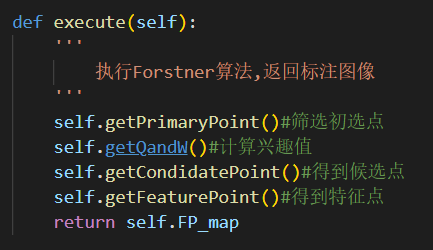 def execute(self):
'''
执行Forstner算法,返回标注图像
'''
self.getPrimaryPoint()#筛选初选点
self.getQandW()#计算兴趣值
self.getCondidatePoint()#得到候选点
self.getFeaturePoint()#得到特征点
return self.FP_map